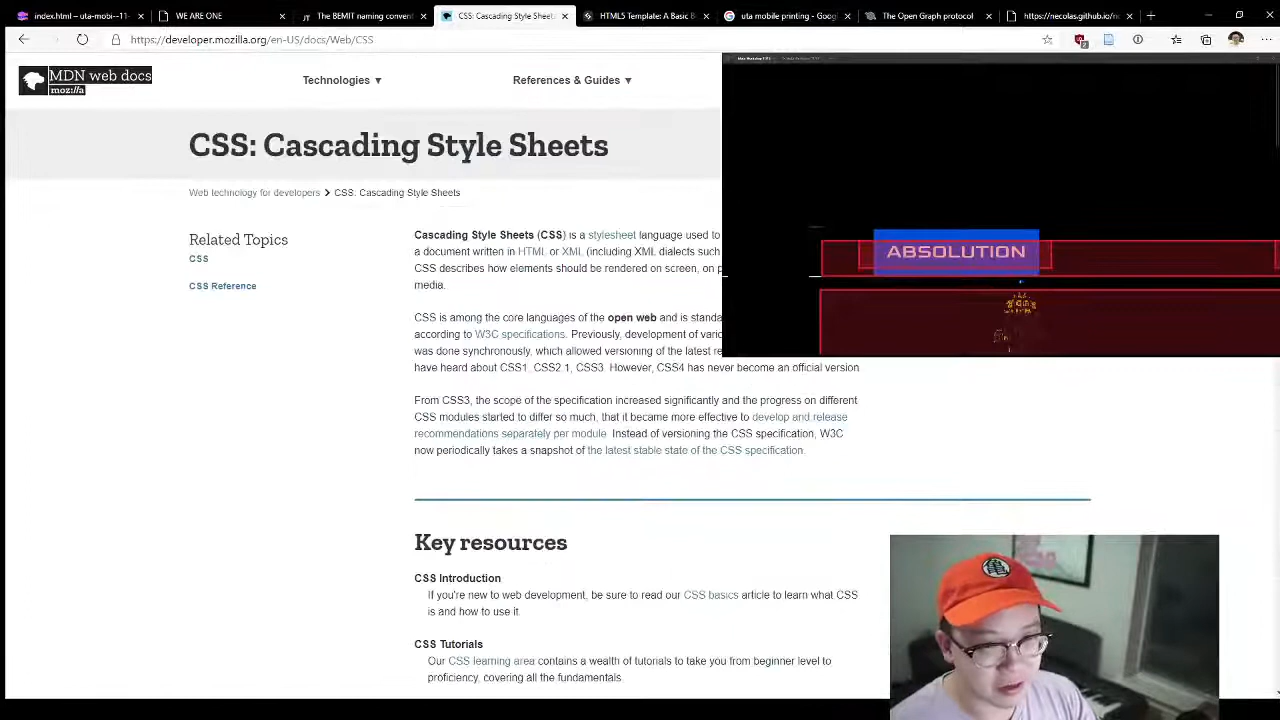 index.html – uta-mobi--11-
WE ARE ONE
The BEMIT naming convent
CSS: Cascading Style Sheets
HTML5 Template: A Basic B
uta mobile printing - Googl
The Open Graph protocol
https://necolas.github.io/no
https://developer.mozilla.org/en-US/docs/Web/CSS
MDN web docs
moz://a
Technologies ▼
References & Guides ▼
CSS: Cascading Style Sheets
Web technology for developers > CSS: Cascading Style Sheets
ABSOLUTION
Related Topics
CSS
CSS Reference
Cascading Style Sheets (CSS) is a stylesheet language used to
a document written in HTML or XML (including XML dialects such
CSS describes how elements should be rendered on screen, on p
media.
CSS is among the core languages of the open web and is standa
according to W3C specifications. Previously, development of vario
was done synchronously, which allowed versioning of the latest re
have heard about CSS1, CSS2.1, CSS3. However, CSS4 has never become an official version
From CSS3, the scope of the specification increased significantly and the progress on different
CSS modules started to differ so much, that it became more effective to develop and release
recommendations separately per module. Instead of versioning the CSS specification, W3C
now periodically takes a snapshot of the latest stable state of the CSS specification.
Key resources
CSS Introduction
If you're new to web development, be sure to read our CSS basics article to learn what CSS
is and how to use it.
CSS Tutorials
Our CSS learning area contains a wealth of tutorials to take you from beginner level to
proficiency, covering all the fundamentals.